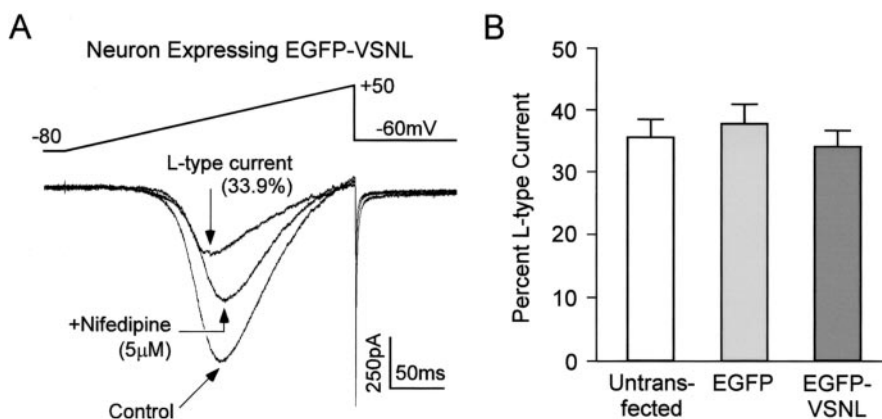 A
Neuron Expressing EGFP-VSNL
+50
-80
-60mV
L-type current
(33.9%)
+Nifedipine
(5μM)
Control
250pA
50ms
B
Percent L-type Current
50
40
30
20
10
0
Untrans-
fected
EGFP
EGFP-
VSNL